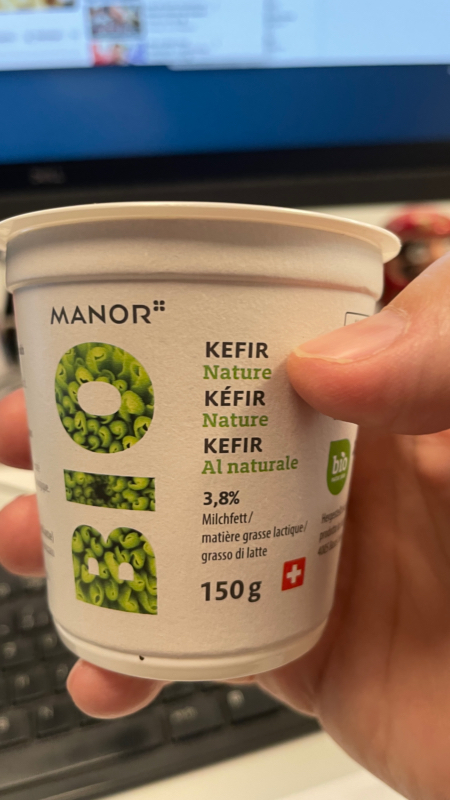 MANOR
BIO
KEFIR
Nature
KÉFIR
Nature
KEFIR
Al naturale
3,8%
Milchfett/
matière grasse lactique/
grasso di latte
150g
bio